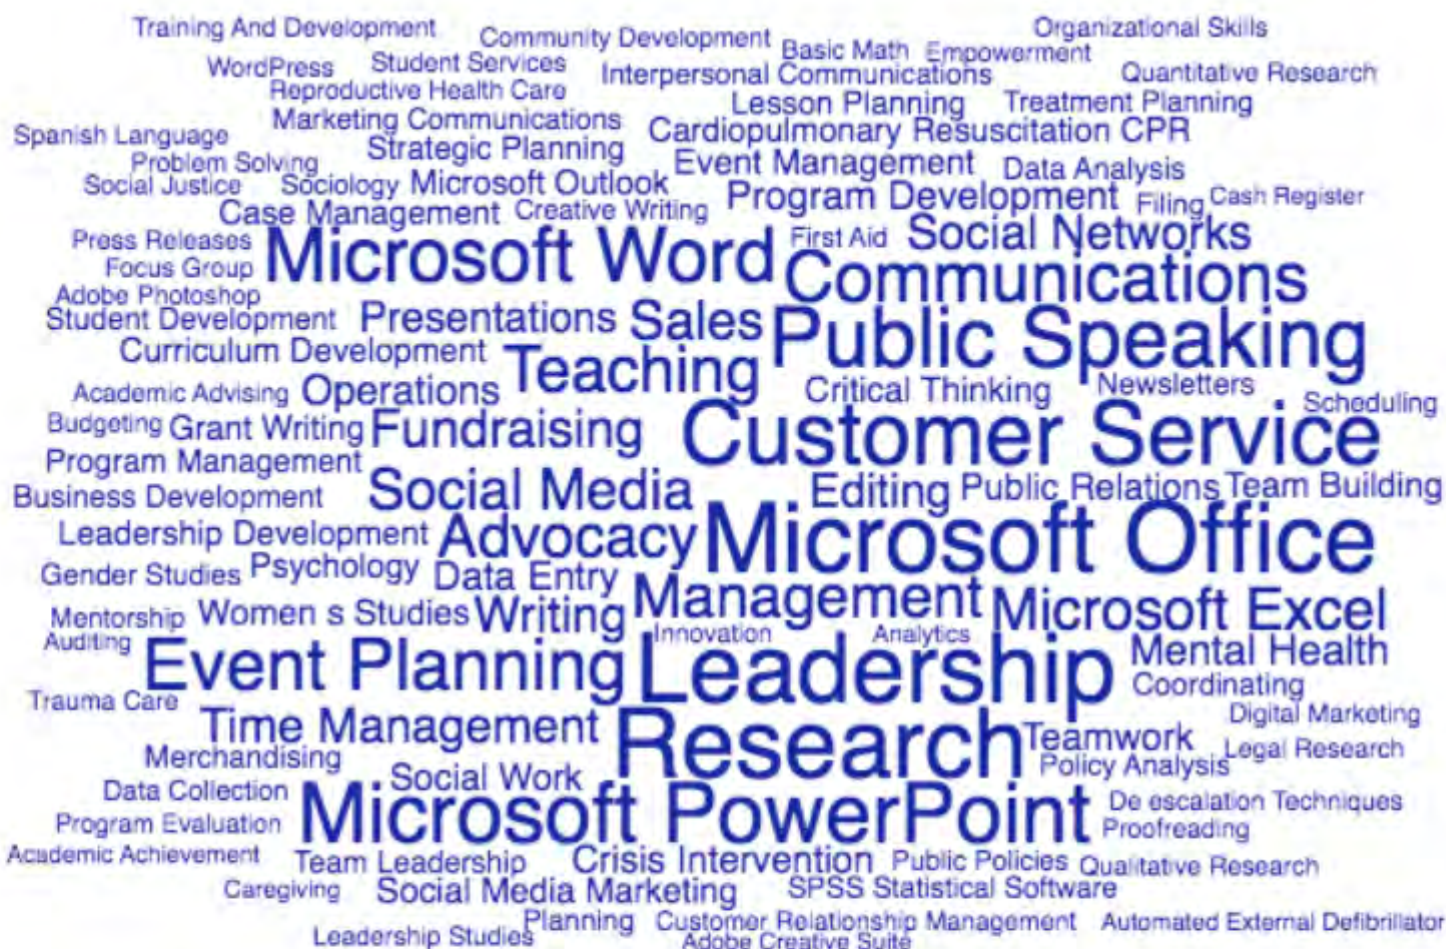 Training And Development
Community Development
Organizational Skills
Basic Math
Empowerment
WordPress
Student Services
Interpersonal Communications
Quantitative Research
Reproductive Health Care
Lesson Planning
Treatment Planning
Marketing Communications
Cardiopulmonary Resuscitation CPR
Spanish Language
Strategic Planning
Problem Solving
Event Management
Data Analysis
Social Justice
Sociology
Microsoft Outlook
Program Development
Filing
Cash Register
Case Management
Creative Writing
Press Releases
Microsoft Word
First Aid
Social Networks
Focus Group
Communications
Adobe Photoshop
Student Development
Presentations
Sales
Public Speaking
Curriculum Development
Teaching
Academic Advising
Operations
Critical Thinking
Newsletters
Scheduling
Budgeting
Grant Writing
Fundraising
Customer Service
Program Management
Business Development
Social Media
Editing
Public Relations
Team Building
Leadership Development
Advocacy
Microsoft Office
Gender Studies
Psychology
Data Entry
Mentorship
Women s Studies
Writing
Management
Microsoft Excel
Auditing
Innovation
Analytics
Event Planning
Leadership
Mental Health
Coordinating
Trauma Care
Time Management
Digital Marketing
Research
Teamwork
Legal Research
Merchandising
Policy Analysis
Social Work
Data Collection
Microsoft PowerPoint
De escalation Techniques
Program Evaluation
Proofreading
Academic Achievement
Team Leadership
Crisis Intervention
Public Policies
Qualitative Research
Caregiving
Social Media Marketing
SPSS Statistical Software
Planning
Customer Relationship Management
Automated External Defibrillator
Leadership Studies
Adobe Creative Suite